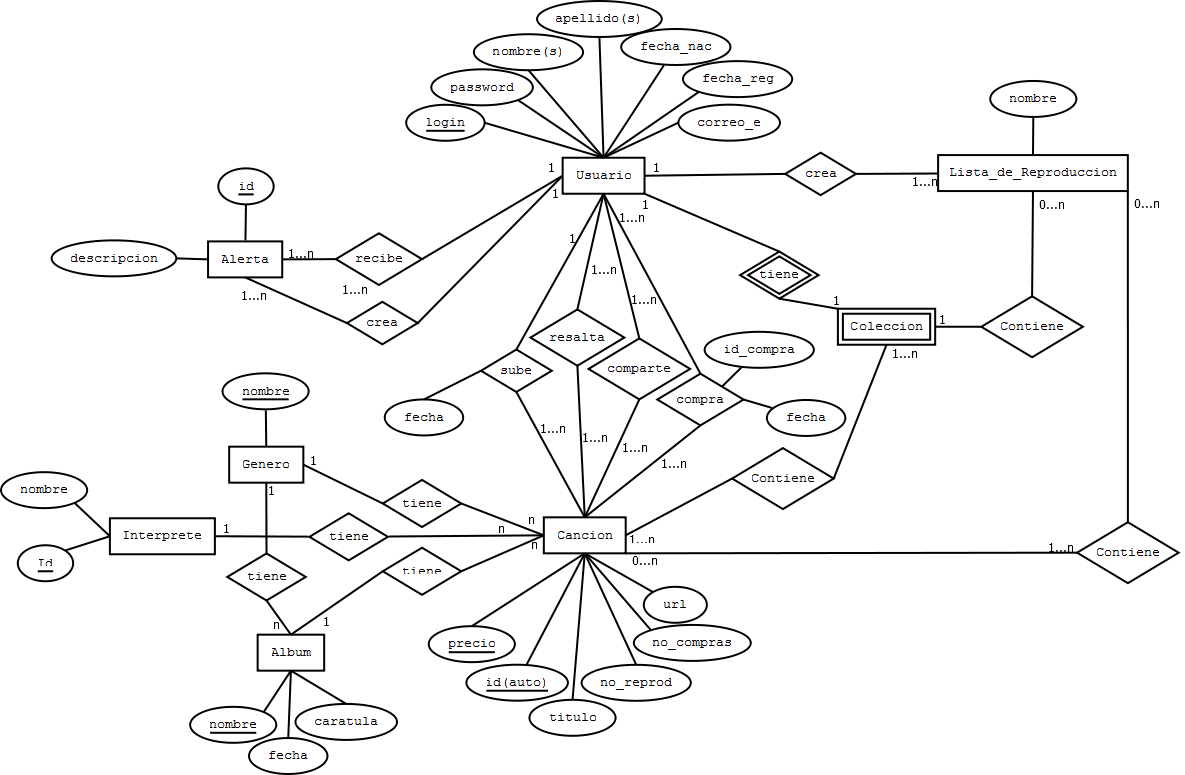 apellido(s)
nombre(s)
fecha_nac
password
fecha_reg
nombre
login
correo_e
1
1
Usuario
crea
Lista_de_Reproduccion
1...n
id
1
1
0...n
0...n
1...n
descripcion
Alerta
1...n
recibe
1
1...n
tiene
1...n
1...n
1...n
1
crea
Coleccion
1
Contiene
resalta
id_compra
1...n
sube
comparte
nombre
compra
fecha
fecha
1...n
1...n
1...n
Genero
1
1...n
nombre
1
tiene
Contiene
n
Interprete
1
tiene
n
Cancion
1...n
n
1...n
Contiene
Id
0...n
tiene
tiene
url
n
1
precio
no_compras
Album
id(auto)
no_reprod
nombre
caratula
titulo
fecha